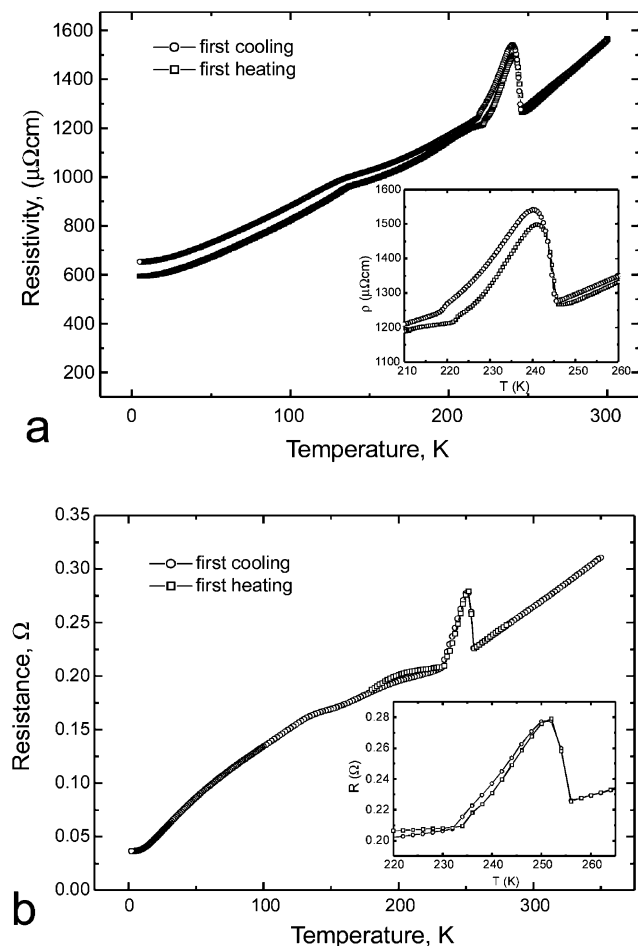 1600
1400
1200
1000
800
600
400
200
Resistivity, (μΩcm)
first cooling
first heating
1600
1500
1400
1300
1200
1100
ρ (μΩcm)
210 220 230 240 250 260
T (K)
0 100 200 300
Temperature, K
a
0.35
0.30
0.25
0.20
0.15
0.10
0.05
0.00
Resistance, Ω
first cooling
first heating
0.28
0.26
0.24
0.22
0.20
R (Ω)
220 230 240 250 260
T (K)
0 100 200 300
Temperature, K
b